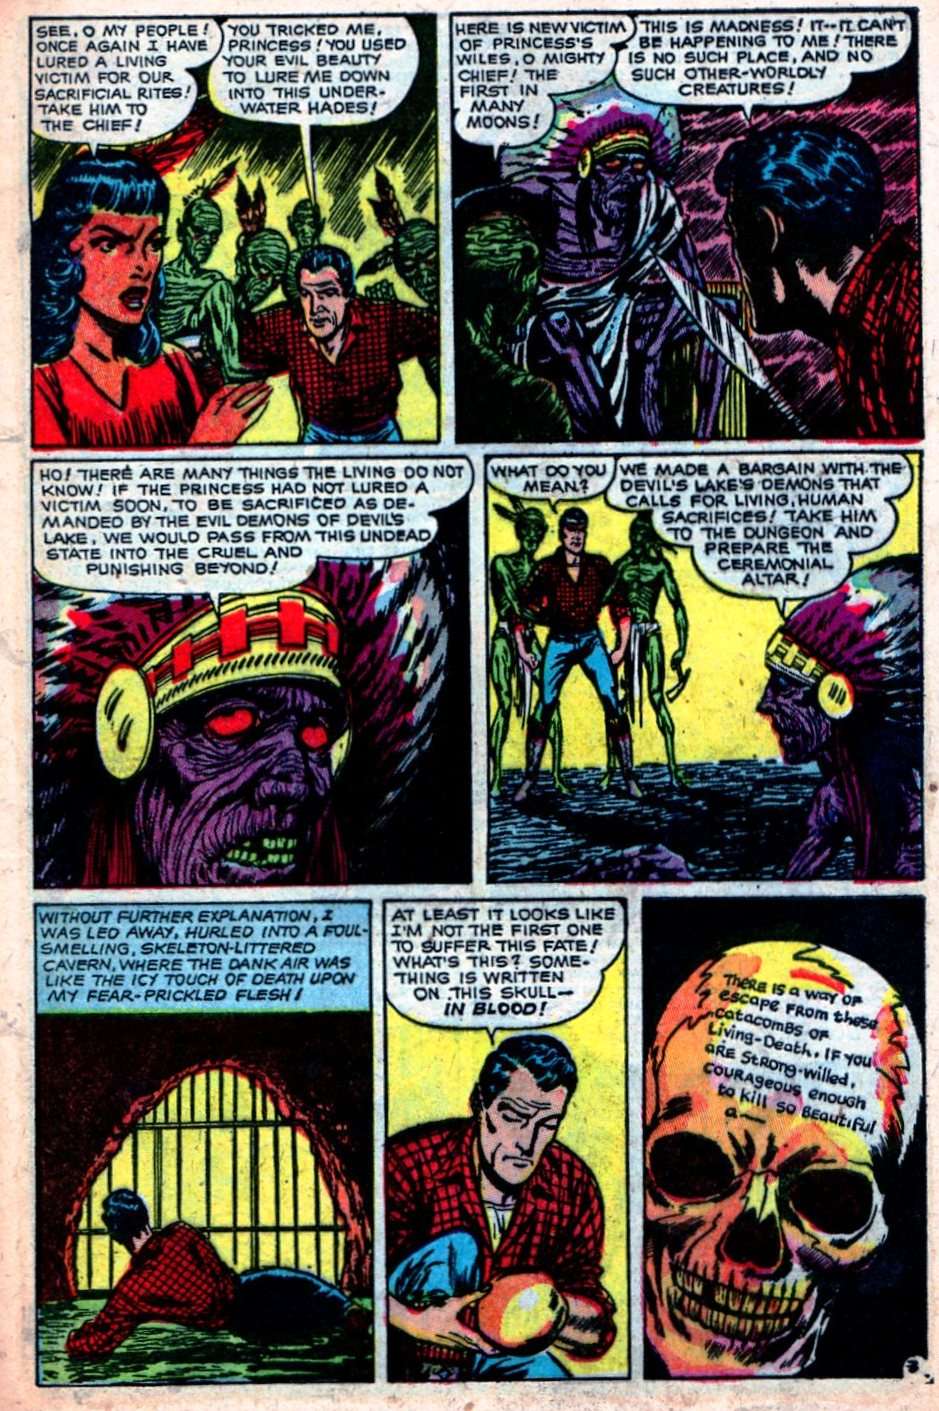 SEE, O MY PEOPLE!
ONCE AGAIN I HAVE
LURED A LIVING
VICTIM FOR OUR
SACRIFICIAL RITES!
TAKE HIM TO
THE CHIEF!
YOU TRICKED ME,
PRINCESS! YOU USED
YOUR EVIL BEAUTY
TO LURE ME DOWN
INTO THIS UNDER-
WATER HADES!
HERE IS NEW VICTIM
OF PRINCESS'S
WILES, O MIGHTY
CHIEF! THE
FIRST IN
MANY
MOONS!
THIS IS MADNESS! IT--IT CAN'T
BE HAPPENING TO ME! THERE
IS NO SUCH PLACE, AND NO
SUCH OTHER-WORLDLY
CREATURES!
HO! THERE ARE MANY THINGS THE LIVING DO NOT
KNOW! IF THE PRINCESS HAD NOT LURED A
VICTIM SOON, TO BE SACRIFICED AS DE-
MANDED BY THE EVIL DEMONS OF DEVIL'S
LAKE, WE WOULD PASS FROM THIS UNDEAD
STATE INTO THE CRUEL AND
PUNISHING BEYOND!
WHAT DO YOU
MEAN?
WE MADE A BARGAIN WITH THE
DEVIL'S LAKE'S DEMONS THAT
CALLS FOR LIVING, HUMAN
SACRIFICES! TAKE HIM
TO THE DUNGEON AND
PREPARE THE
CEREMONIAL
ALTAR!
WITHOUT FURTHER EXPLANATION, I
WAS LED AWAY, HURLED INTO A FOUL-
SMELLING, SKELETON-LITTERED
CAVERN, WHERE THE DANK AIR WAS
LIKE THE ICY TOUCH OF DEATH UPON
MY FEAR-PRICKLED FLESH!
AT LEAST IT LOOKS LIKE
I'M NOT THE FIRST ONE
TO SUFFER THIS FATE!
WHAT'S THIS? SOME-
THING IS WRITTEN
ON THIS SKULL--
IN BLOOD!
THERE IS A WAY OF
ESCAPE FROM THESE
CATACOMBS OF
LIVING-DEATH. IF YOU
ARE STRONG-WILLED,
COURAGEOUS ENOUGH
TO KILL SO BEAUTIFUL
A—
3